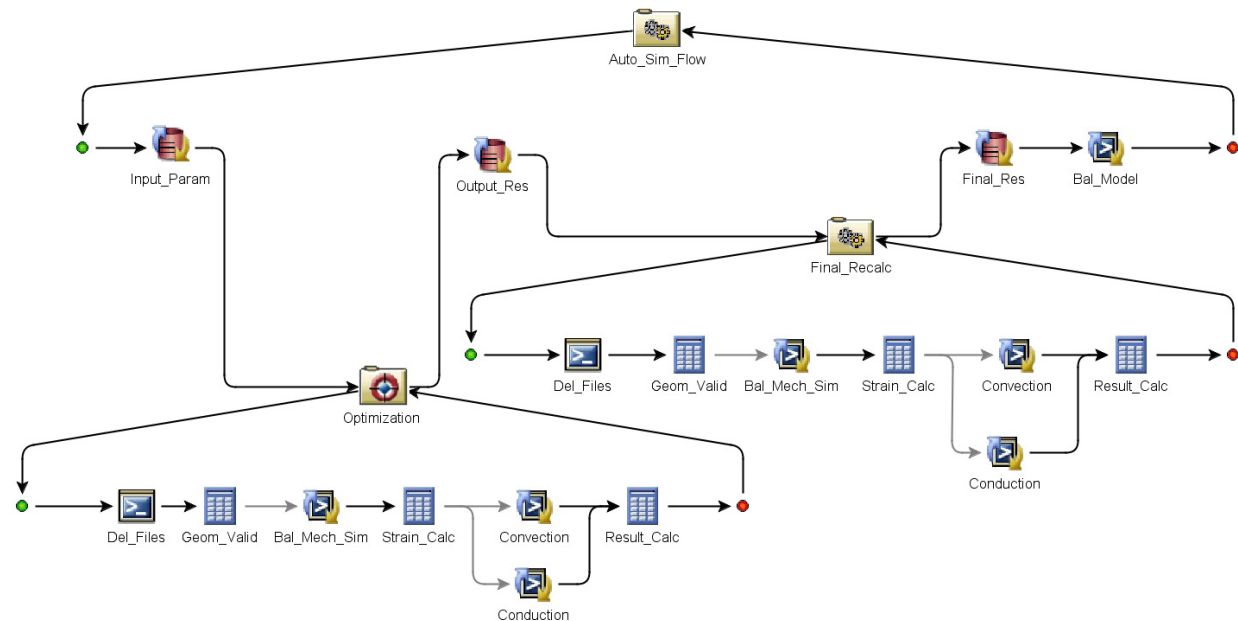 Auto_Sim_Flow
Input_Param
Output_Res
Final_Res
Bal_Model
Final_Recalc
Del_Files
Geom_Valid
Bal_Mech_Sim
Strain_Calc
Convection
Result_Calc
Conduction
Optimization
Del_Files
Geom_Valid
Bal_Mech_Sim
Strain_Calc
Convection
Result_Calc
Conduction